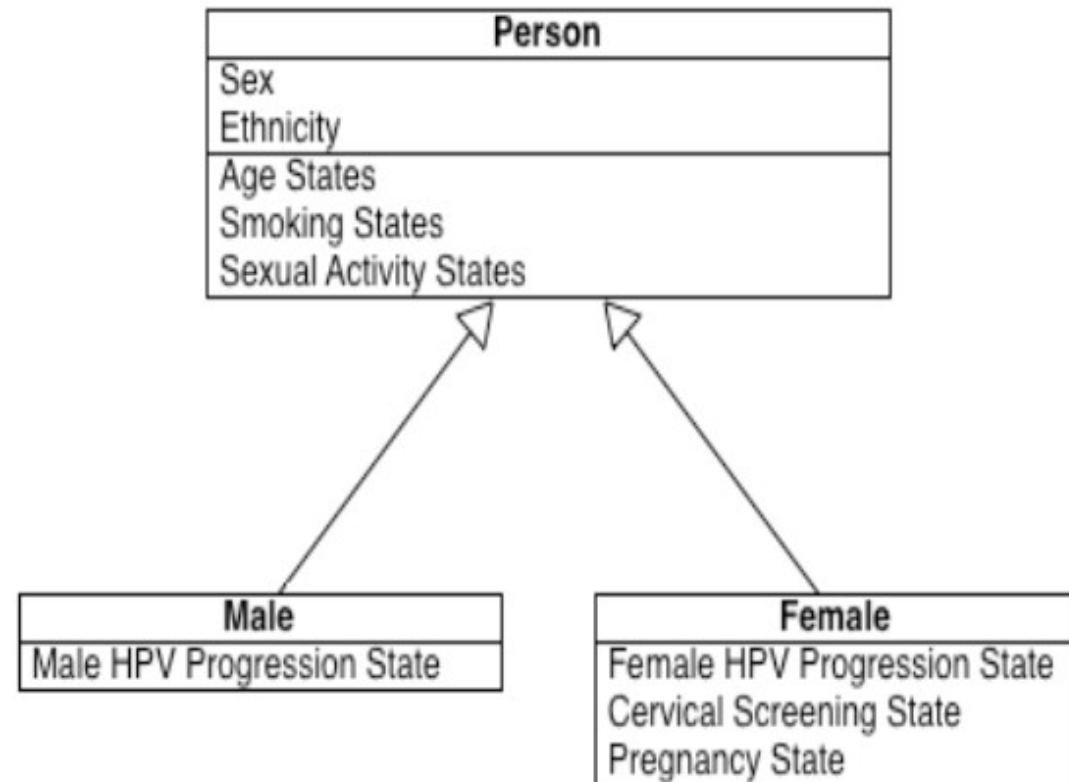 Person
Sex
Ethnicity
Age States
Smoking States
Sexual Activity States
Male
Male HPV Progression State
Female
Female HPV Progression State
Cervical Screening State
Pregnancy State